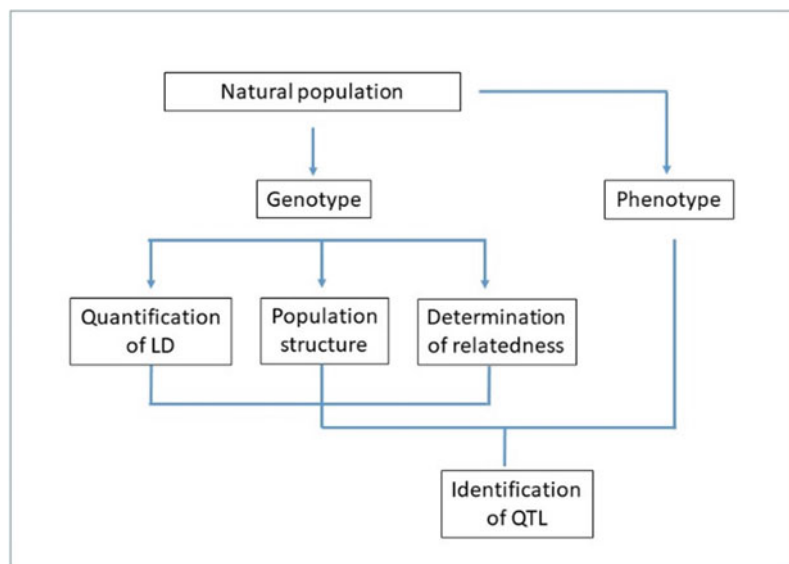 Natural population
Genotype
Phenotype
Quantification
of LD
Population
structure
Determination
of relatedness
Identification
of QTL